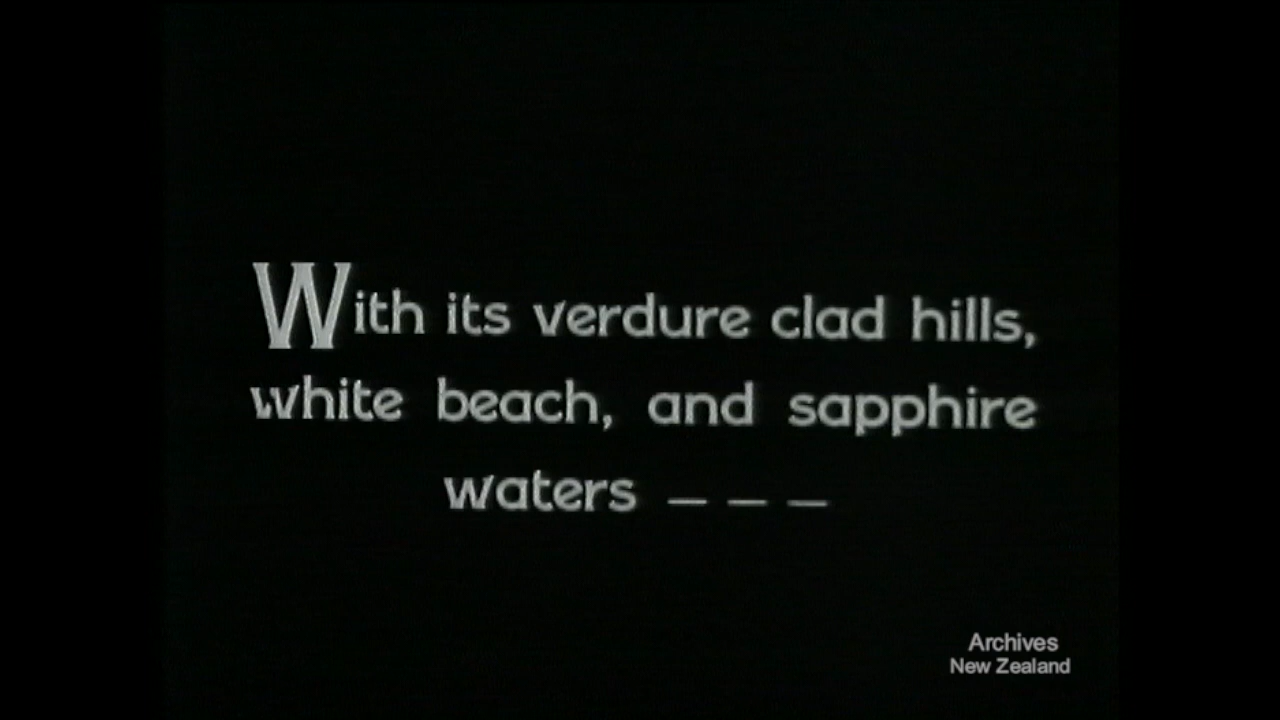 With its verdure clad hills,
white beach, and sapphire
waters — — —
Archives
New Zealand